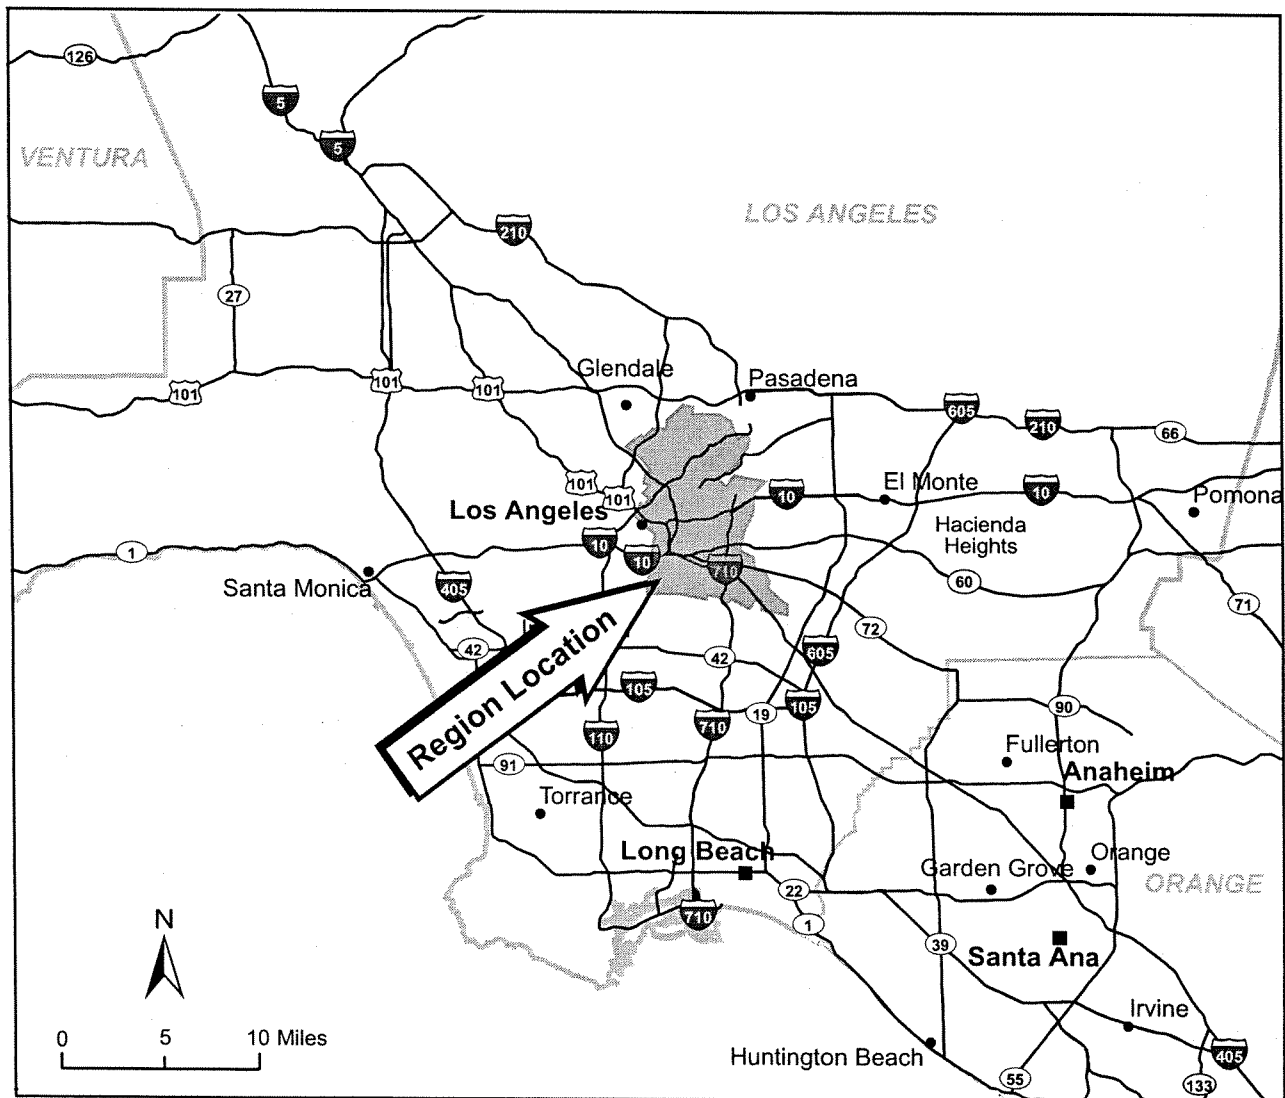 126
5
5
VENTURA
LOS ANGELES
210
27
Glendale
Pasadena
101
101
101
605
210
66
101
101
El Monte
10
10
Pomona
Los Angeles
Hacienda
Heights
10
10
1
710
Santa Monica
405
60
71
72
42
42
605
Region Location
105
105
19
90
110
710
Fullerton
91
Anaheim
Torrance
Long Beach
Orange
Garden Grove
ORANGE
22
710
1
N
39
Santa Ana
Irvine
0 5 10 Miles
Huntington Beach
405
55
133